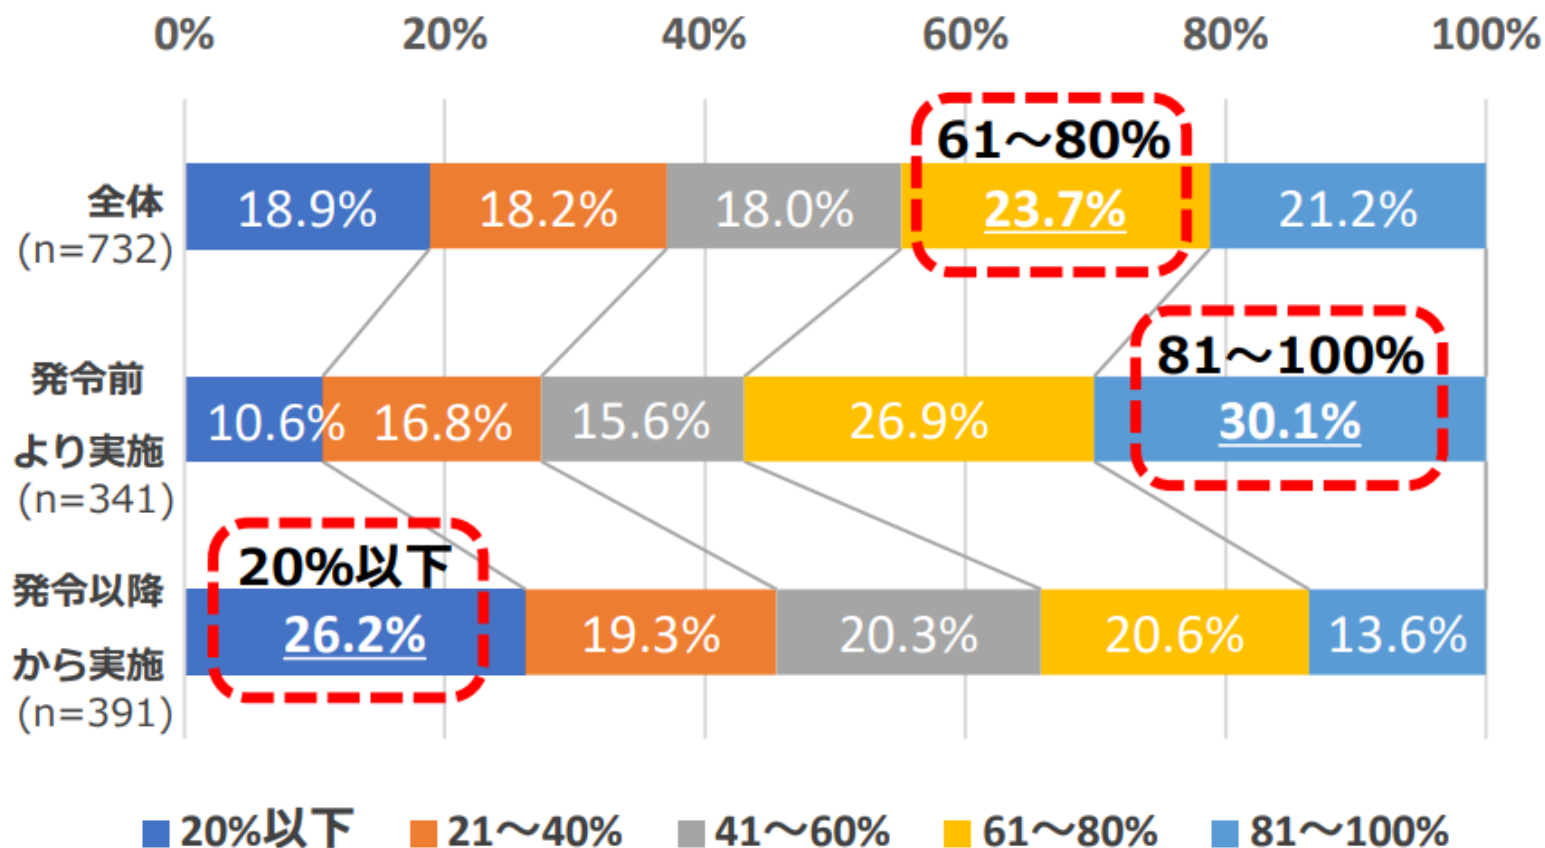 0% 20% 40% 60% 80% 100%
61～80%
全体
(n=732)
18.9% 18.2% 18.0% 23.7% 21.2%
81～100%
発令前
より実施
(n=341)
10.6% 16.8% 15.6% 26.9% 30.1%
20%以下
発令以降
から実施
(n=391)
26.2% 19.3% 20.3% 20.6% 13.6%
20%以下 21～40% 41～60% 61～80% 81～100%